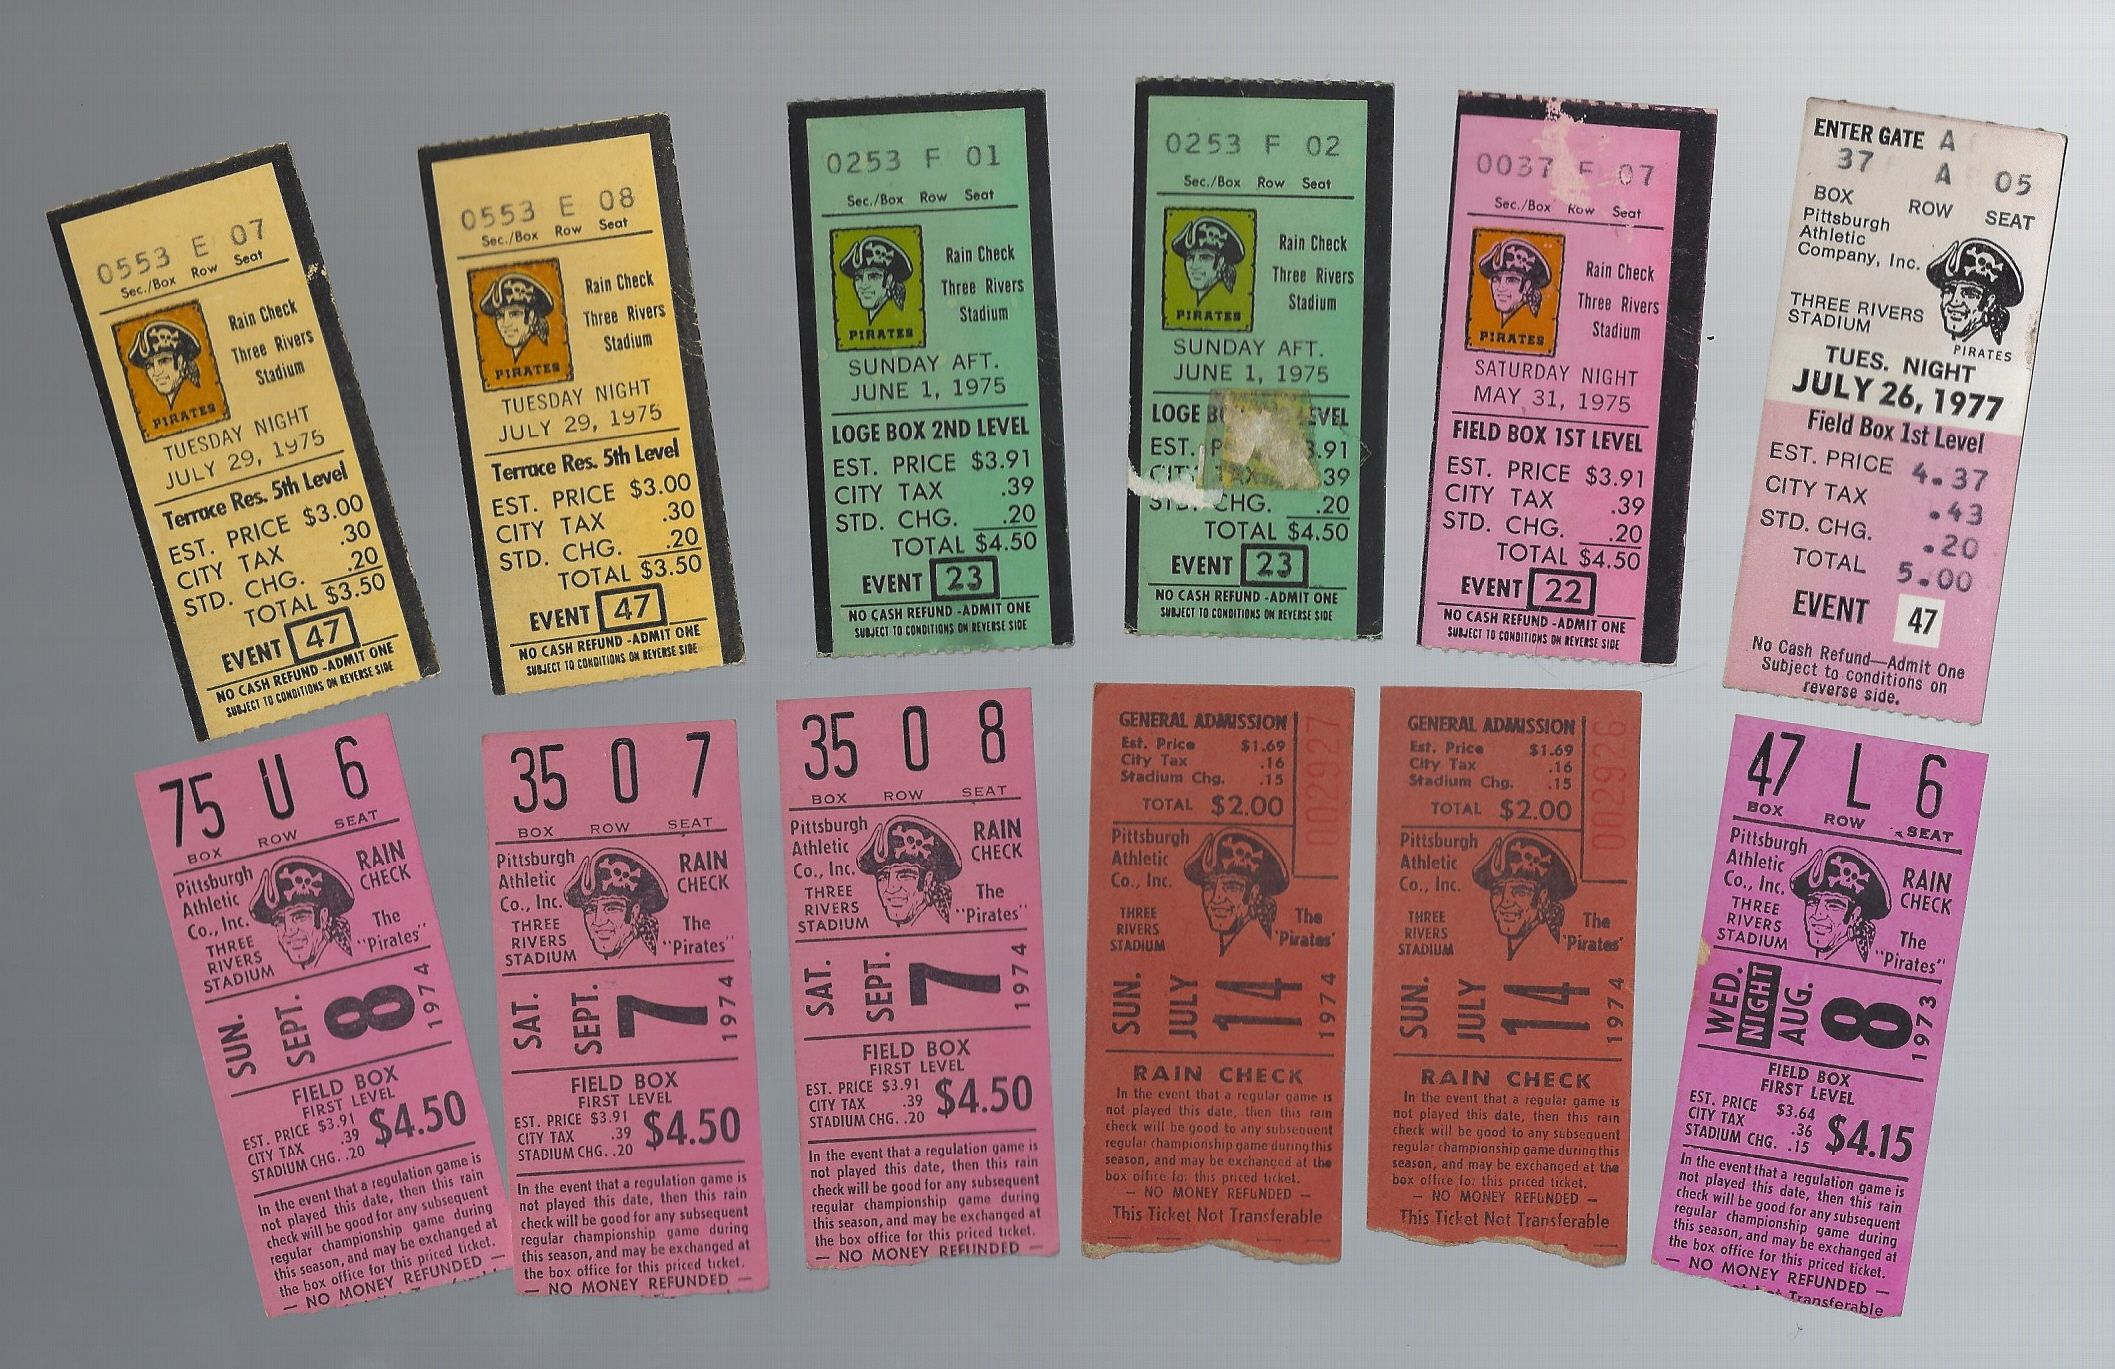 0553 E 07
Sec./Box Row Seat
Rain Check
Three Rivers
Stadium
PIRATES
TUESDAY NIGHT
JULY 29, 1975
Terrace Res. 5th Level
EST. PRICE $3.00
CITY TAX .30
STD. CHG. .20
TOTAL $3.50
EVENT 47
NO CASH REFUND - ADMIT ONE
SUBJECT TO CONDITIONS ON REVERSE SIDE
0553 E 08
Sec./Box Row Seat
Rain Check
Three Rivers
Stadium
PIRATES
TUESDAY NIGHT
JULY 29, 1975
Terrace Res. 5th Level
EST. PRICE $3.00
CITY TAX .30
STD. CHG. .20
TOTAL $3.50
EVENT 47
NO CASH REFUND - ADMIT ONE
SUBJECT TO CONDITIONS ON REVERSE SIDE
0253 F 01
Sec./Box Row Seat
Rain Check
Three Rivers
Stadium
PIRATES
SUNDAY AFT.
JUNE 1, 1975
LOGE BOX 2ND LEVEL
EST. PRICE $3.91
CITY TAX .39
STD. CHG. .20
TOTAL $4.50
EVENT 23
NO CASH REFUND - ADMIT ONE
SUBJECT TO CONDITIONS ON REVERSE SIDE
0253 F 02
Sec./Box Row Seat
Rain Check
Three Rivers
Stadium
PIRATES
SUNDAY AFT.
JUNE 1, 1975
LOGE
EST. .91
CITY TAX .39
STD. CHG. .20
TOTAL $4.50
EVENT 23
NO CASH REFUND - ADMIT ONE
SUBJECT TO CONDITIONS ON REVERSE SIDE
0037 F 07
Sec./Box Row Seat
Rain Check
Three Rivers
Stadium
PIRATES
SATURDAY NIGHT
MAY 31, 1975
FIELD BOX 1ST LEVEL
EST. PRICE $3.91
CITY TAX .39
STD. CHG. .20
TOTAL $4.50
EVENT 22
NO CASH REFUND - ADMIT ONE
SUBJECT TO CONDITIONS ON REVERSE SIDE
ENTER GATE A
37 A 05
BOX ROW SEAT
Pittsburgh
Athletic
Company, Inc.
THREE RIVERS
STADIUM
PIRATES
TUES. NIGHT
JULY 26, 1977
Field Box 1st Level
EST. PRICE 4.37
CITY TAX .43
STD. CHG. .20
TOTAL 5.00
EVENT 47
No Cash Refund—Admit One
Subject to conditions on
reverse side.
75 U 6
BOX ROW SEAT
Pittsburgh
Athletic
Co., Inc.
THREE
RIVERS
STADIUM
RAIN
CHECK
The
"Pirates"
SUN. SEPT. 8 1974
FIELD BOX
FIRST LEVEL
EST. PRICE $3.91
CITY TAX .39
STADIUM CHG. .20
$4.50
In the event that a regulation game is
not played this date, then this rain
check will be good for any subsequent
regular championship game during
this season, and may be exchanged at
the box office for this priced ticket.
— NO MONEY REFUNDED —
35 O 7
BOX ROW SEAT
Pittsburgh
Athletic
Co., Inc.
THREE
RIVERS
STADIUM
RAIN
CHECK
The
"Pirates"
SAT. SEPT. 7 1974
FIELD BOX
FIRST LEVEL
EST. PRICE $3.91
CITY TAX .39
STADIUM CHG. .20
$4.50
In the event that a regulation game is
not played this date, then this rain
check will be good for any subsequent
regular championship game during
this season, and may be exchanged at
the box office for this priced ticket.
— NO MONEY REFUNDED —
35 O 8
BOX ROW SEAT
Pittsburgh
Athletic
Co., Inc.
THREE
RIVERS
STADIUM
RAIN
CHECK
The
"Pirates"
SAT. SEPT. 7 1974
FIELD BOX
FIRST LEVEL
EST. PRICE $3.91
CITY TAX .39
STADIUM CHG. .20
$4.50
In the event that a regulation game is
not played this date, then this rain
check will be good for any subsequent
regular championship game during
this season, and may be exchanged at
the box office for this priced ticket.
— NO MONEY REFUNDED —
GENERAL ADMISSION
Est. Price $1.69
City Tax .16
Stadium Chg. .15
TOTAL $2.00
002927
Pittsburgh
Athletic
Co., Inc.
THREE
RIVERS
STADIUM
The
'Pirates'
SUN. JULY 14 1974
RAIN CHECK
In the event that a regular game is
not played this date, then this rain
check will be good to any subsequent
regular championship game during this
season, and may be exchanged at the
box office for this priced ticket.
— NO MONEY REFUNDED —
This Ticket Not Transferable
GENERAL ADMISSION
Est. Price $1.69
City Tax .16
Stadium Chg. .15
TOTAL $2.00
002926
Pittsburgh
Athletic
Co., Inc.
THREE
RIVERS
STADIUM
The
'Pirates'
SUN. JULY 14 1974
RAIN CHECK
In the event that a regular game is
not played this date, then this rain
check will be good to any subsequent
regular championship game during this
season, and may be exchanged at the
box office for this priced ticket.
— NO MONEY REFUNDED —
This Ticket Not Transferable
47 L 6
BOX ROW SEAT
Pittsburgh
Athletic
Co., Inc.
THREE
RIVERS
STADIUM
RAIN
CHECK
The
"Pirates"
WED. NIGHT AUG. 8 1973
FIELD BOX
FIRST LEVEL
EST. PRICE $3.64
CITY TAX .36
STADIUM CHG. .15
$4.15
In the event that a regulation game is
not played this date, then this rain
check will be good for any subsequent
regular championship game during
this season, and may be exchanged at
the box office for this priced ticket.
— NO MONEY REFUNDED —
Transferable